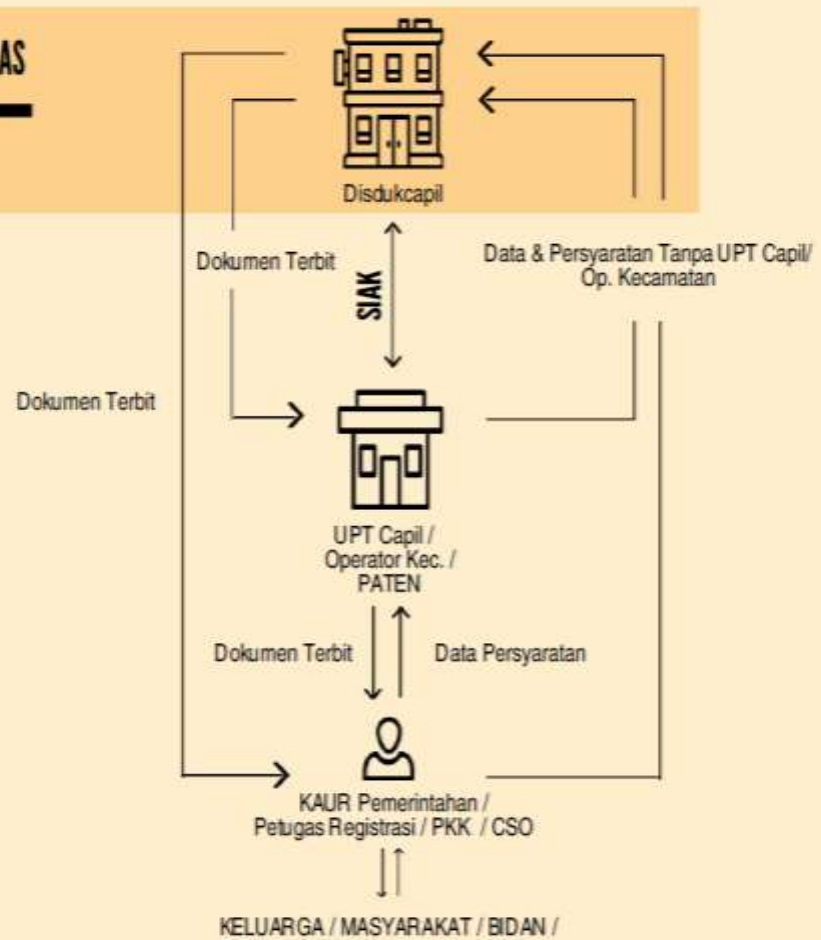 AS
Disdukcapil
Dokumen Terbit
SIAK
Data & Persyaratan Tanpa UPT Capil/
Op. Kecamatan
Dokumen Terbit
UPT Capil /
Operator Kec. /
PATEN
Dokumen Terbit
Data Persyaratan
KAUR Pemerintahan /
Petugas Registrasi / PKK / CSO
KELUARGA / MASYARAKAT / BIDAN /